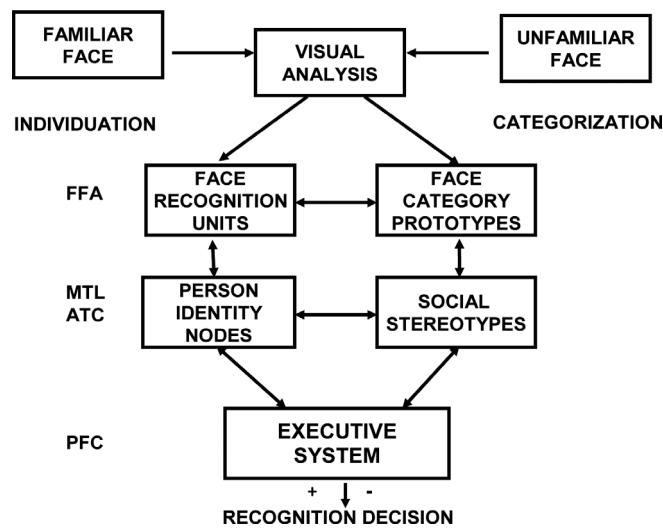 FAMILIAR
FACE
VISUAL
ANALYSIS
UNFAMILIAR
FACE
INDIVIDUATION
CATEGORIZATION
FFA
FACE
RECOGNITION
UNITS
FACE
CATEGORY
PROTOTYPES
MTL
ATC
PERSON
IDENTITY
NODES
SOCIAL
STEREOTYPES
PFC
EXECUTIVE
SYSTEM
+ -
RECOGNITION DECISION